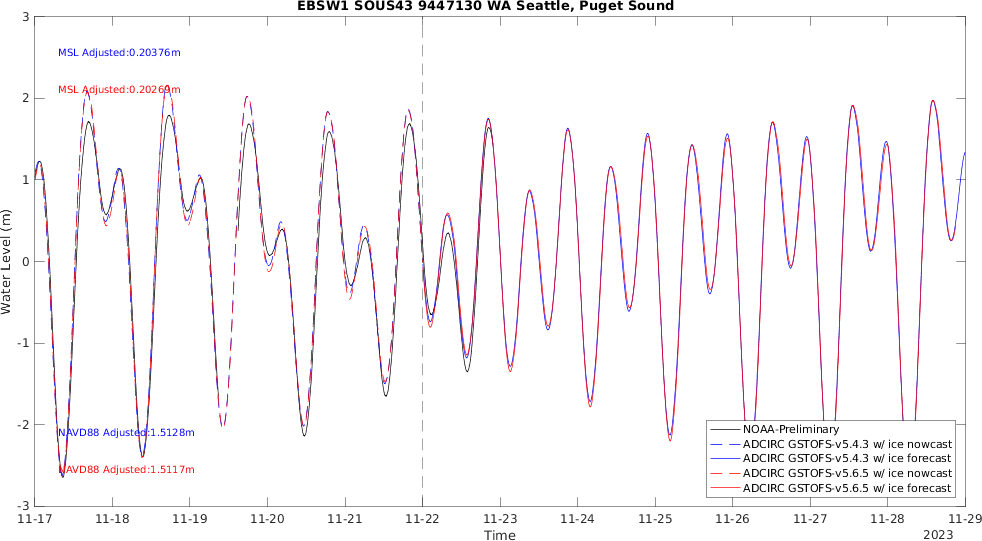 EBSW1 SOUS43 9447130 WA Seattle, Puget Sound
3
2
1
0
-1
-2
-3
Water Level (m)
MSL Adjusted:0.20376m
MSL Adjusted:0.20269m
NAVD88 Adjusted:1.5128m
NAVD88 Adjusted:1.5117m
NOAA-Preliminary
ADCIRC GSTOFS-v5.4.3 w/ ice nowcast
ADCIRC GSTOFS-v5.4.3 w/ ice forecast
ADCIRC GSTOFS-v5.6.5 w/ ice nowcast
ADCIRC GSTOFS-v5.6.5 w/ ice forecast
11-17 11-18 11-19 11-20 11-21 11-22 11-23 11-24 11-25 11-26 11-27 11-28 11-29
Time
2023